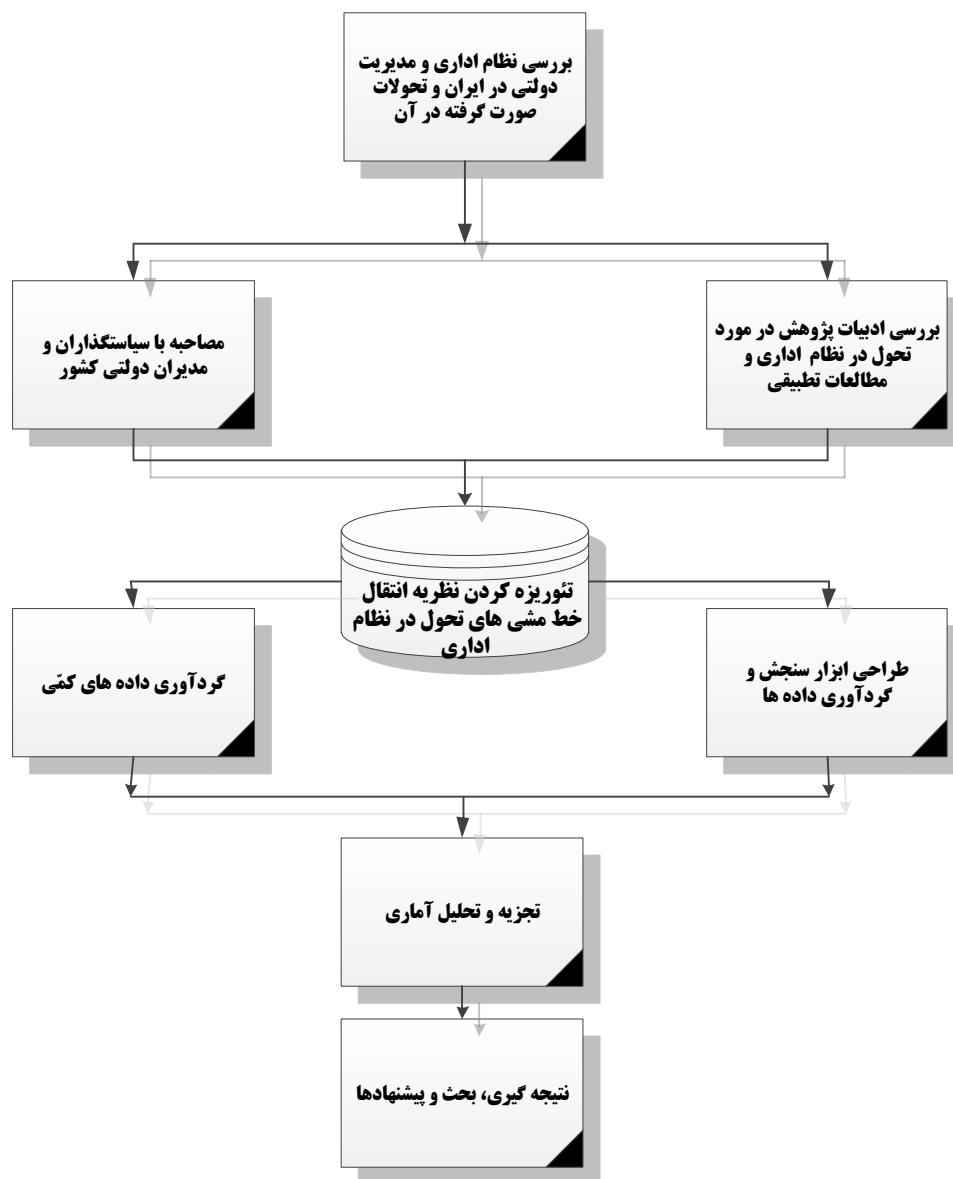 بررسی نظام اداری و مدیریت
دولتی در ایران و تحولات
صورت گرفته در آن
بررسی ادبیات پژوهش در مورد
تحول در نظام اداری و
مطالعات تطبیقی
مصاحبه با سیاستگذاران و
مدیران دولتی کشور
تئوریزه کردن نظریه انتقال
خط مشی های تحول در نظام
اداری
طراحی ابزار سنجش و
گردآوری داده ها
گردآوری داده های کمّی
تجزیه و تحلیل آماری
نتیجه گیری، بحث و پیشنهادها